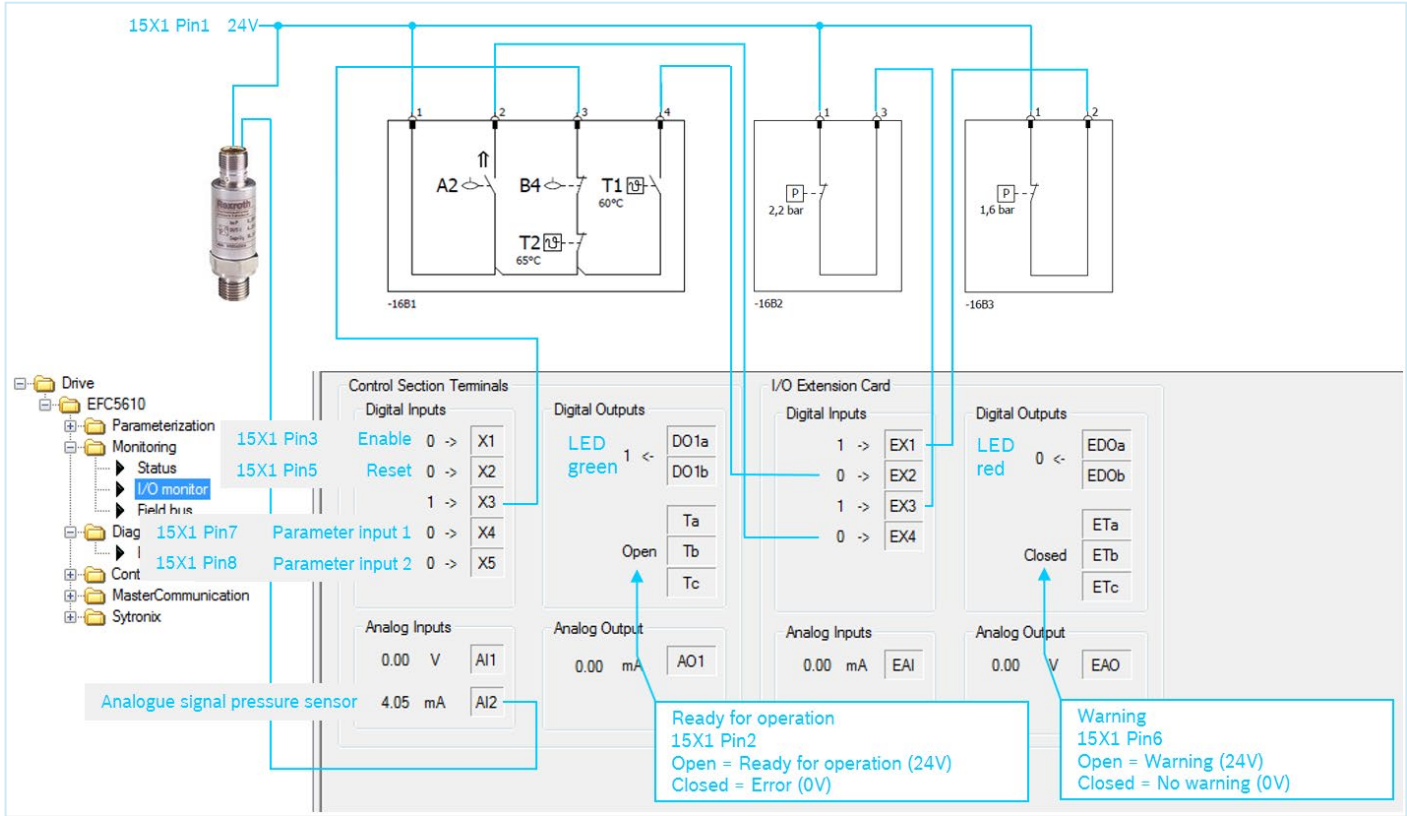 15X1 Pin1 24V
1 2 3 4
A2 B4 T1
60°C
T2
65°C
-16B1
1 3
P
2,2 bar
-16B2
1 2
P
1,6 bar
-16B3
Rexroth
Drive
EFC5610
Parameterization
Monitoring
Status
I/O monitor
Field bus
Diag
Cont
MasterCommunication
Sytronix
Control Section Terminals
Digital Inputs
15X1 Pin3 Enable 0 -> X1
15X1 Pin5 Reset 0 -> X2
1 -> X3
15X1 Pin7 Parameter input 1 0 -> X4
15X1 Pin8 Parameter input 2 0 -> X5
Digital Outputs
LED
green
1 <- DO1a
DO1b
Ta
Open Tb
Tc
Analog Inputs
0.00 V AI1
Analogue signal pressure sensor 4.05 mA AI2
Analog Output
0.00 mA AO1
Ready for operation
15X1 Pin2
Open = Ready for operation (24V)
Closed = Error (0V)
I/O Extension Card
Digital Inputs
1 -> EX1
0 -> EX2
1 -> EX3
0 -> EX4
Digital Outputs
LED
red
0 <- EDOa
EDOb
ETa
Closed ETb
ETc
Analog Inputs
0.00 mA EAI
Analog Output
0.00 V EAO
Warning
15X1 Pin6
Open = Warning (24V)
Closed = No warning (0V)